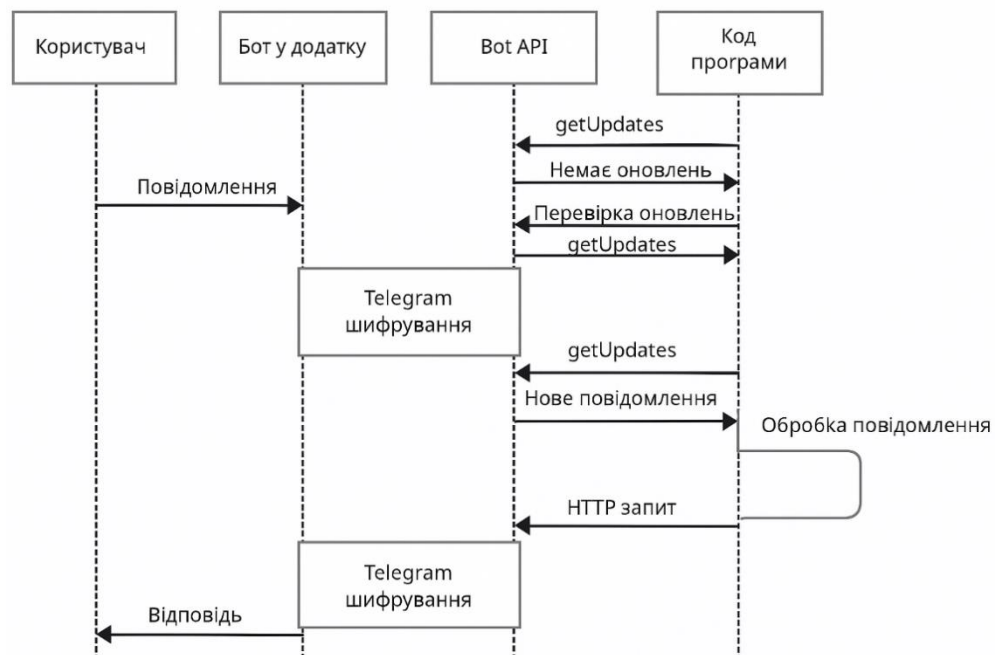 Користувач
Бот у додатку
Bot API
Код
програми
getUpdates
Немає оновлень
Повідомлення
Перевірка оновлень
getUpdates
Telegram
шифрування
getUpdates
Нове повідомлення
Обробка повідомлення
HTTP запит
Telegram
шифрування
Відповідь